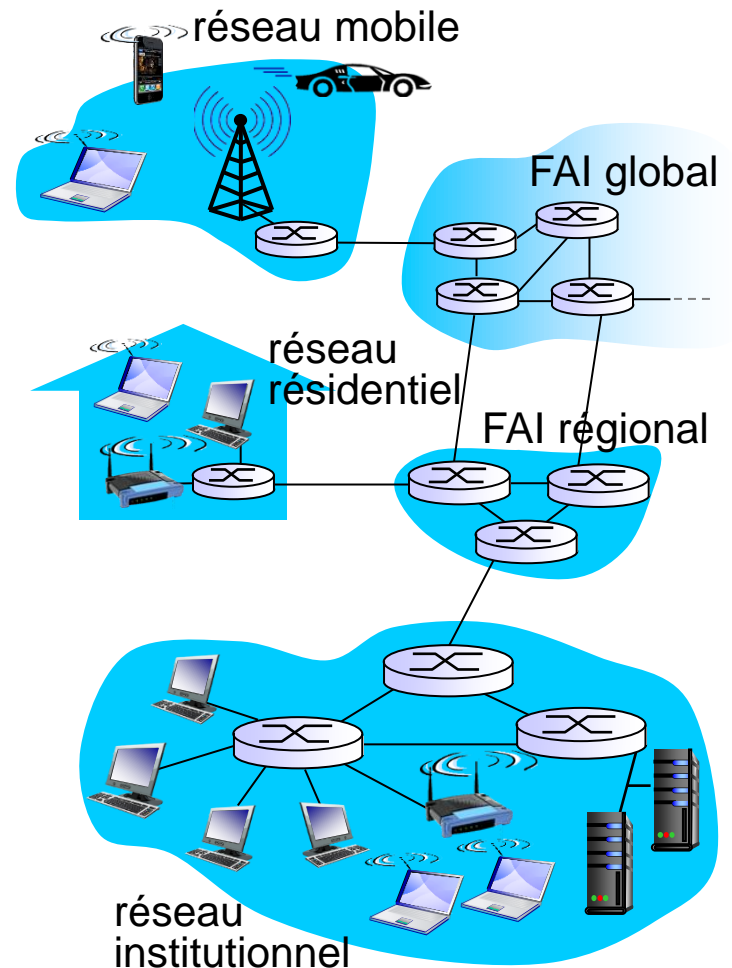 réseau mobile
FAI global
réseau
résidentiel
FAI régional
réseau
institutionnel